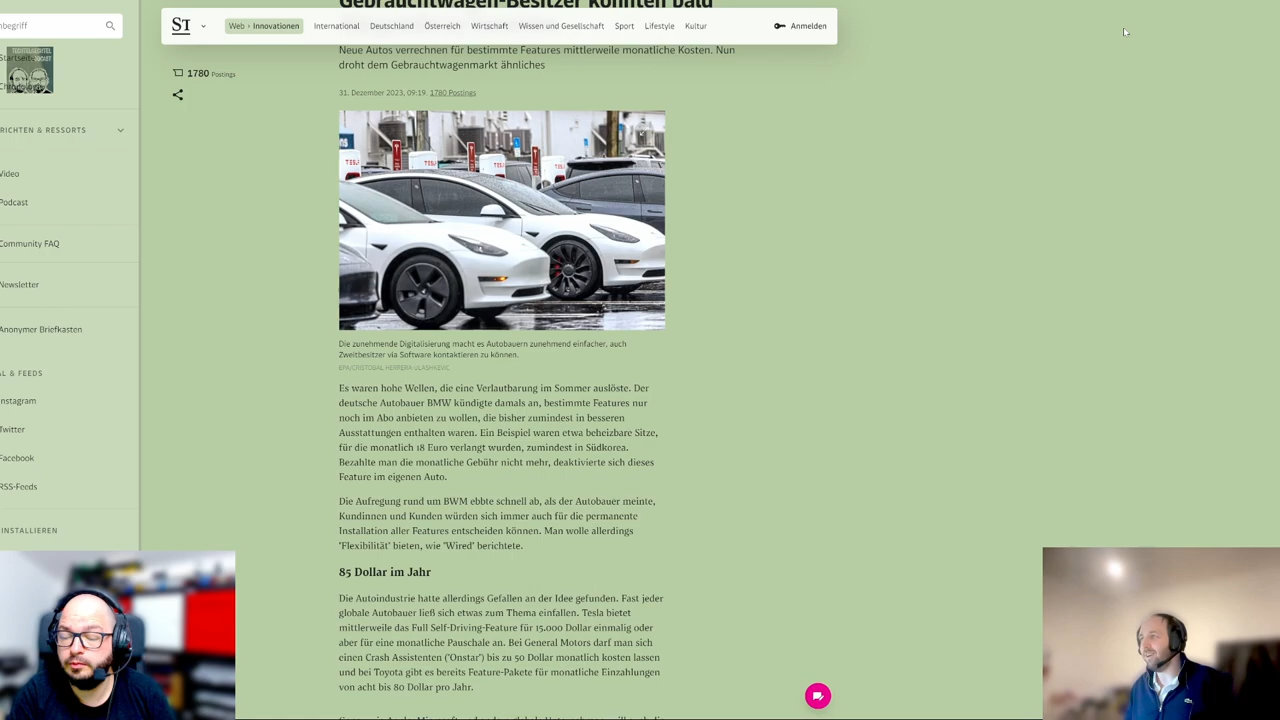 Gebrauchtwagen-Besitzer könnten bald
ST
Web › Innovationen International Deutschland Österreich Wirtschaft Wissen und Gesellschaft Sport Lifestyle Kultur
Anmelden
nbegriff
Startseite
RICHTEN & RESSORTS
Video
Podcast
Community FAQ
Newsletter
Anonymer Briefkasten
L & FEEDS
nstagram
Twitter
Facebook
RSS-Feeds
INSTALLIEREN
1780 Postings
Neue Autos verrechnen für bestimmte Features mittlerweile monatliche Kosten. Nun
droht dem Gebrauchtwagenmarkt ähnliches
31. Dezember 2023, 09:19, 1780 Postings
TESLA
Die zunehmende Digitalisierung macht es Autobauern zunehmend einfacher, auch
Zweitbesitzer via Software kontaktieren zu können.
EPA/CRISTOBAL HERRERA-ULASHKEVIC
Es waren hohe Wellen, die eine Verlautbarung im Sommer auslöste. Der
deutsche Autobauer BMW kündigte damals an, bestimmte Features nur
noch im Abo anbieten zu wollen, die bisher zumindest in besseren
Ausstattungen enthalten waren. Ein Beispiel waren etwa beheizbare Sitze,
für die monatlich 18 Euro verlangt wurden, zumindest in Südkorea.
Bezahlte man die monatliche Gebühr nicht mehr, deaktivierte sich dieses
Feature im eigenen Auto.
Die Aufregung rund um BWM ebbte schnell ab, als der Autobauer meinte,
Kundinnen und Kunden würden sich immer auch für die permanente
Installation aller Features entscheiden können. Man wolle allerdings
"Flexibilität" bieten, wie "Wired" berichtete.
85 Dollar im Jahr
Die Autoindustrie hatte allerdings Gefallen an der Idee gefunden. Fast jeder
globale Autobauer ließ sich etwas zum Thema einfallen. Tesla bietet
mittlerweile das Full Self-Driving-Feature für 15.000 Dollar einmalig oder
aber für eine monatliche Pauschale an. Bei General Motors darf man sich
einen Crash Assistenten ("Onstar") bis zu 50 Dollar monatlich kosten lassen
und bei Toyota gibt es bereits Feature-Pakete für monatliche Einzahlungen
von acht bis 80 Dollar pro Jahr.